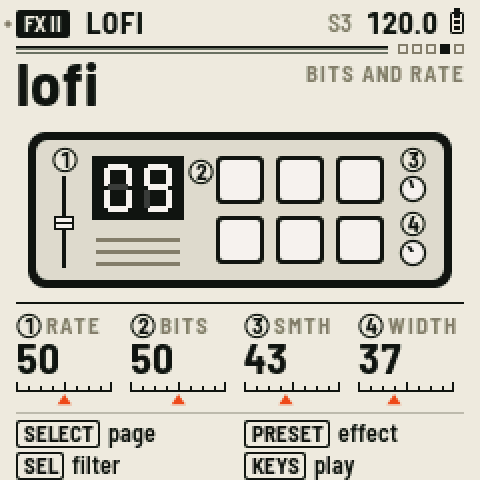 FX II LOFI S3 120.0
lofi BITS AND RATE
1 09 2 3
4
1 RATE 2 BITS 3 SMTH 4 WIDTH
50 50 43 37
SELECT page PRESET effect
SEL filter KEYS play